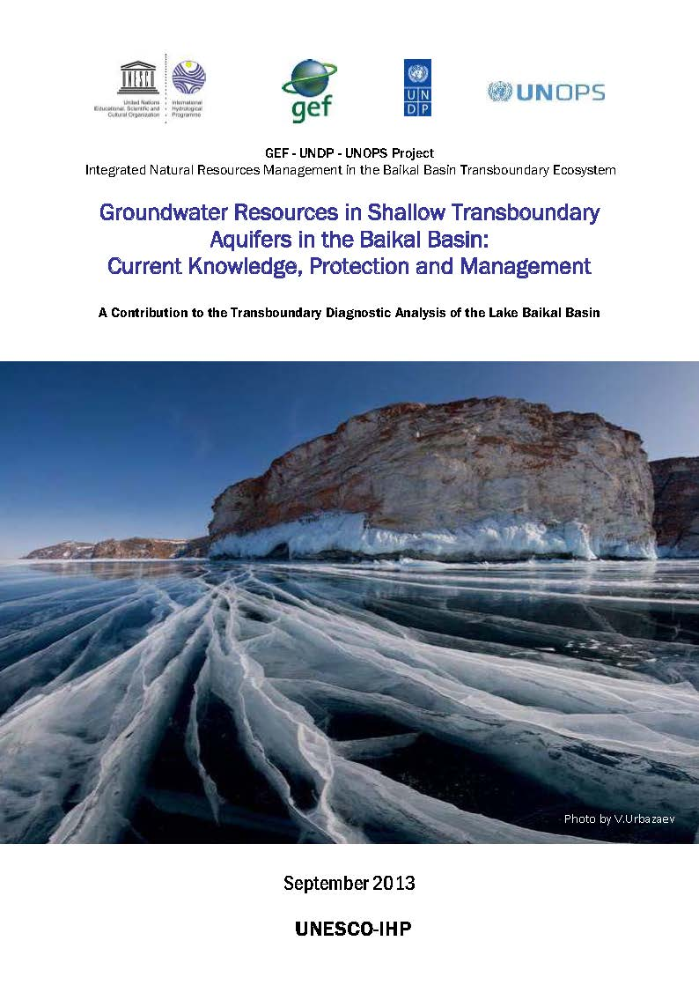 UNESCO
United Nations
Educational, Scientific and
Cultural Organization
International
Hydrological
Programme
gef
UN
DP
UNOPS
GEF - UNDP - UNOPS Project
Integrated Natural Resources Management in the Baikal Basin Transboundary Ecosystem
Groundwater Resources in Shallow Transboundary
Aquifers in the Baikal Basin:
Current Knowledge, Protection and Management
A Contribution to the Transboundary Diagnostic Analysis of the Lake Baikal Basin
Photo by V.Urbazaev
September 2013
UNESCO-IHP